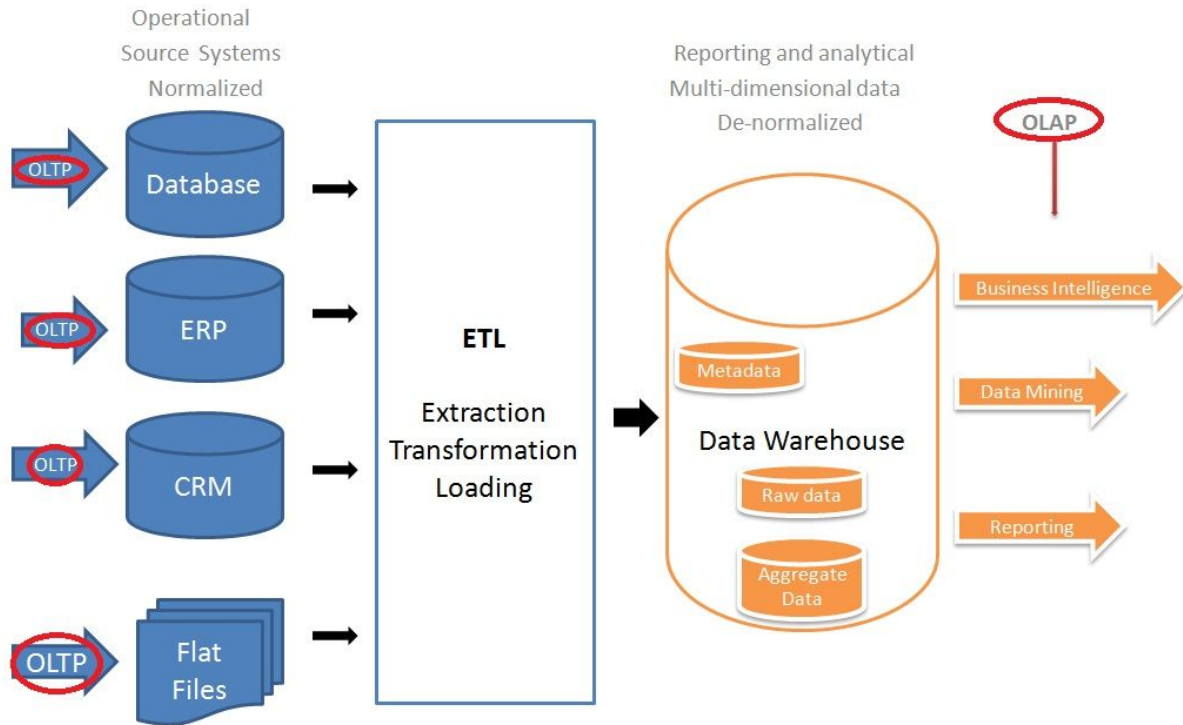 Operational
Source Systems
Normalized
Reporting and analytical
Multi-dimensional data
De-normalized
OLAP
OLTP
Database
OLTP
ERP
OLTP
CRM
OLTP
Flat
Files
ETL
Extraction
Transformation
Loading
Metadata
Data Warehouse
Raw data
Aggregate
Data
Business Intelligence
Data Mining
Reporting